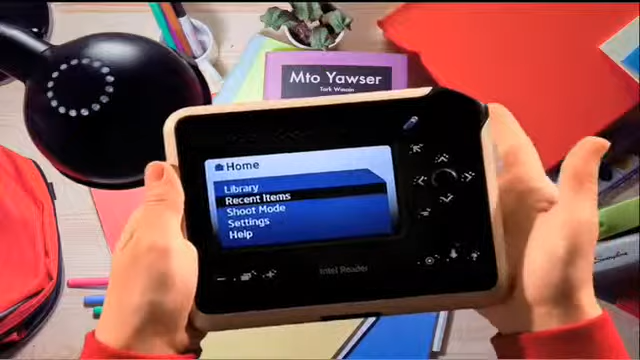 Mto Yawser
Home
Library
Recent Items
Shoot Mode
Settings
Help
Intel Reader